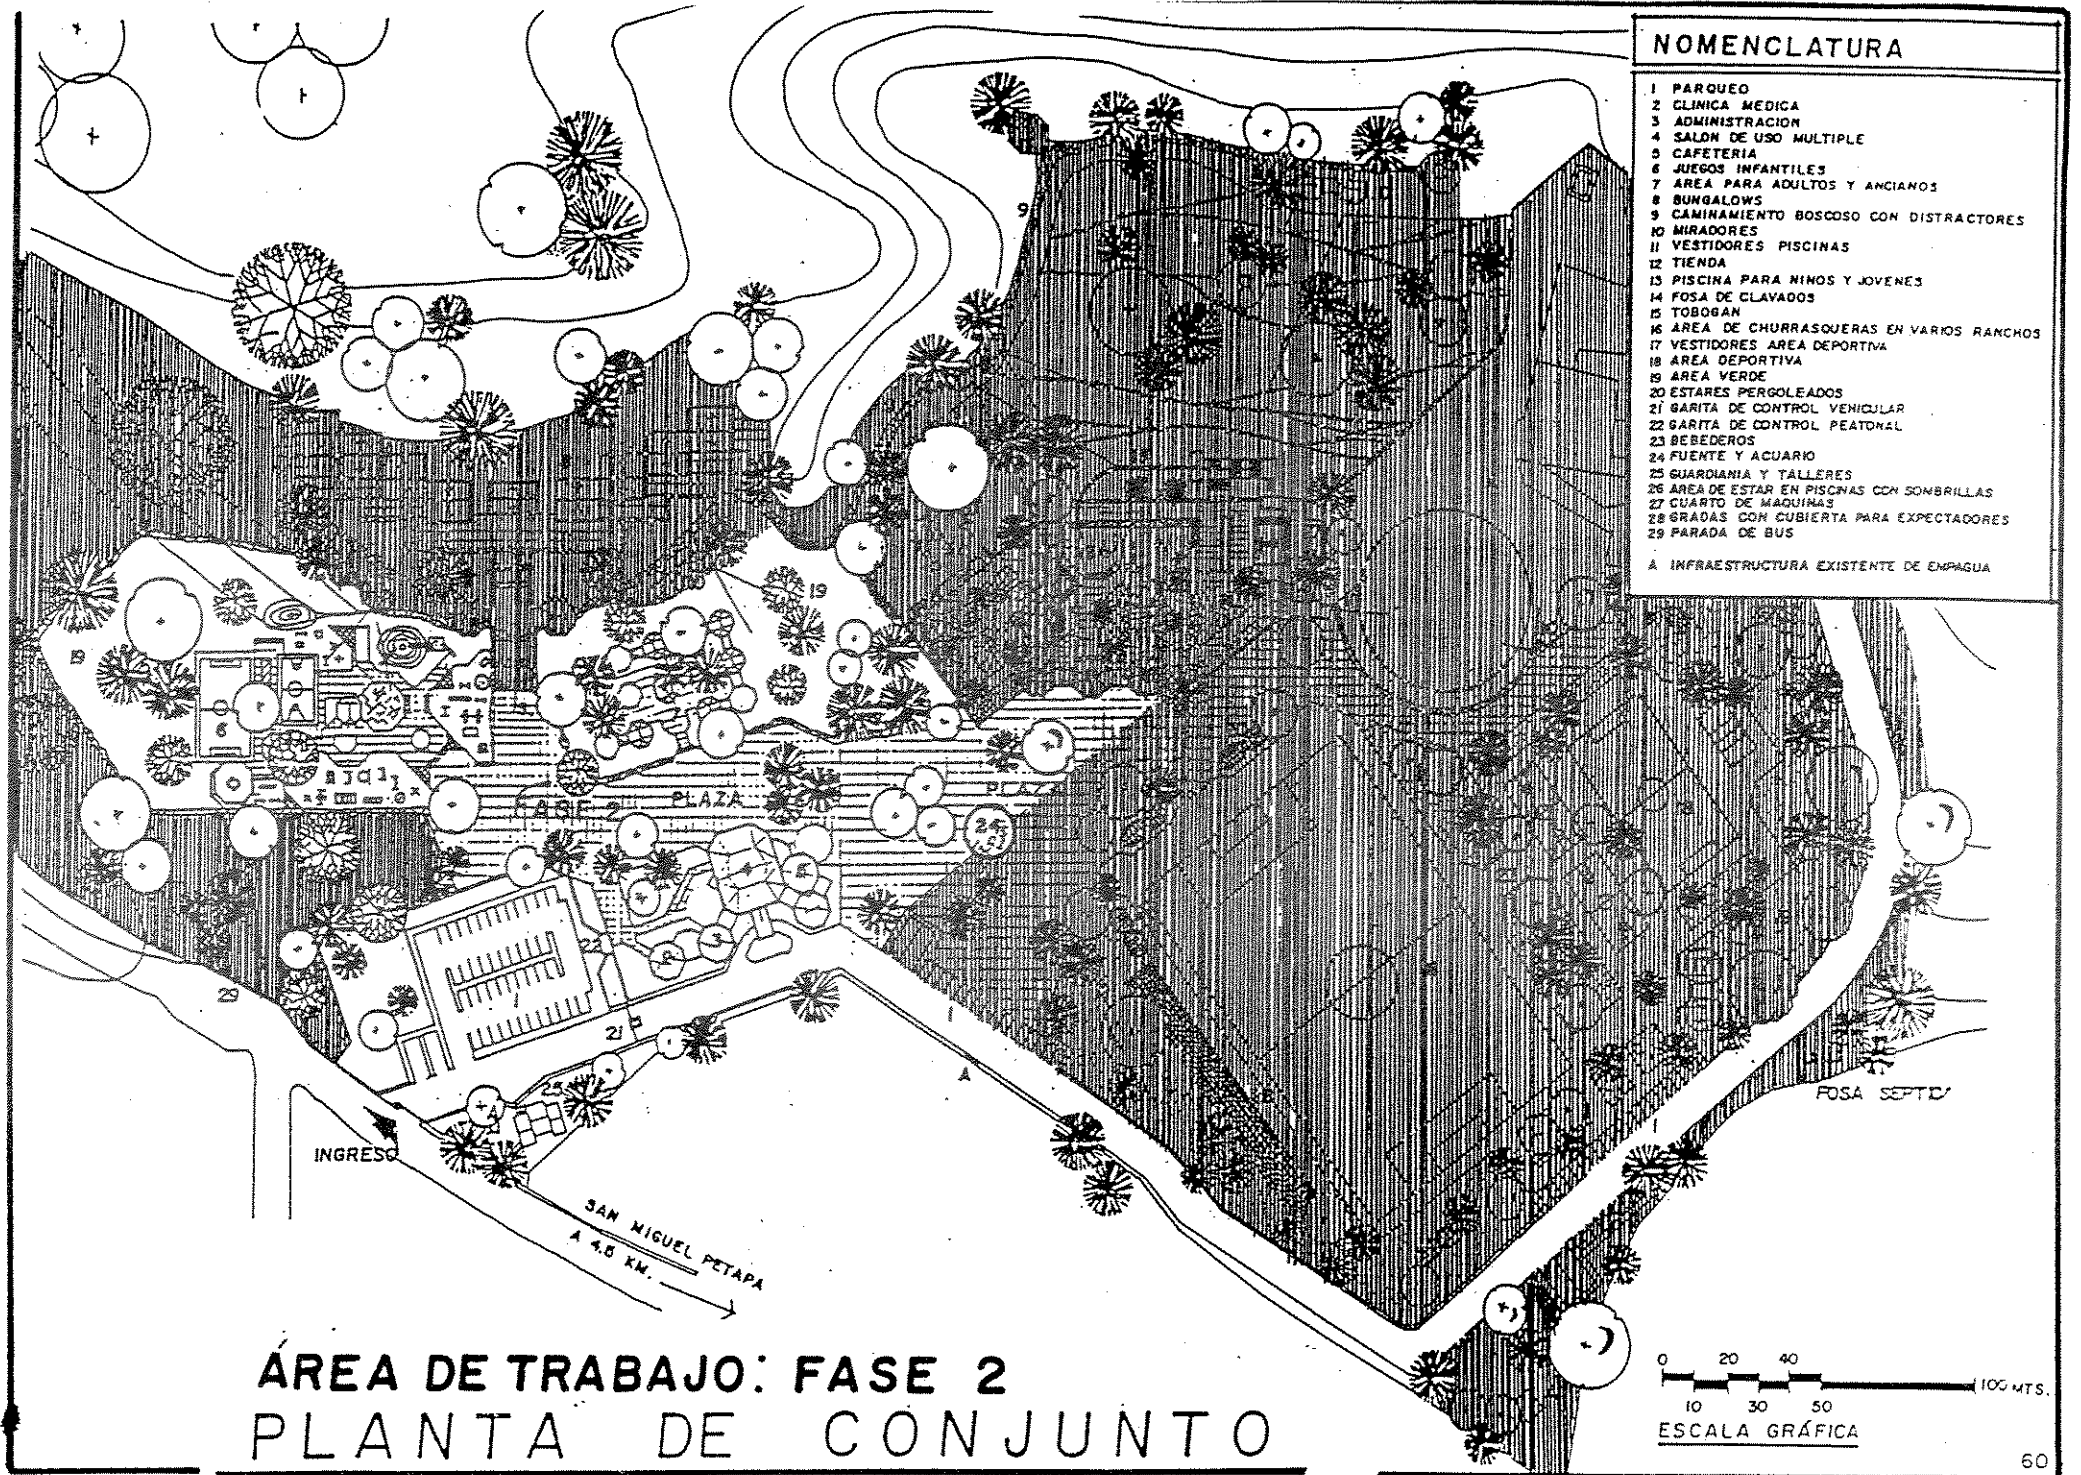 NOMENCLATURA
1 PARQUEO
2 CLINICA MEDICA
3 ADMINISTRACION
4 SALON DE USO MULTIPLE
5 CAFETERIA
6 JUEGOS INFANTILES
7 AREA PARA ADULTOS Y ANCIANOS
8 BUNGALOWS
9 CAMINAMIENTO BOSCOSO CON DISTRACTORES
10 MIRADORES
11 VESTIDORES PISCINAS
12 TIENDA
13 PISCINA PARA NINOS Y JOVENES
14 FOSA DE CLAVADOS
15 TOBOGAN
16 AREA DE CHURRASQUERAS EN VARIOS RANCHOS
17 VESTIDORES AREA DEPORTIVA
18 AREA DEPORTIVA
19 AREA VERDE
20 ESTARES PERGOLEADOS
21 GARITA DE CONTROL VEHICULAR
22 GARITA DE CONTROL PEATONAL
23 BEBEDEROS
24 FUENTE Y ACUARIO
25 GUARDIANIA Y TALLERES
26 AREA DE ESTAR EN PISCINAS CON SOMBRILLAS
27 CUARTO DE MAQUINAS
28 GRADAS CON CUBIERTA PARA EXPECTADORES
29 PARADA DE BUS
A INFRAESTRUCTURA EXISTENTE DE EMPAGUA
9
19
19
6
FASE 2
PLAZA
24
22
29
21
25
A
A
INGRESO
FOSA SEPTIC
SAN MIGUEL PETAPA
A 4.5 KM.
ÁREA DE TRABAJO: FASE 2
PLANTA DE CONJUNTO
0 20 40
100 MTS.
10 30 50
ESCALA GRÁFICA
60